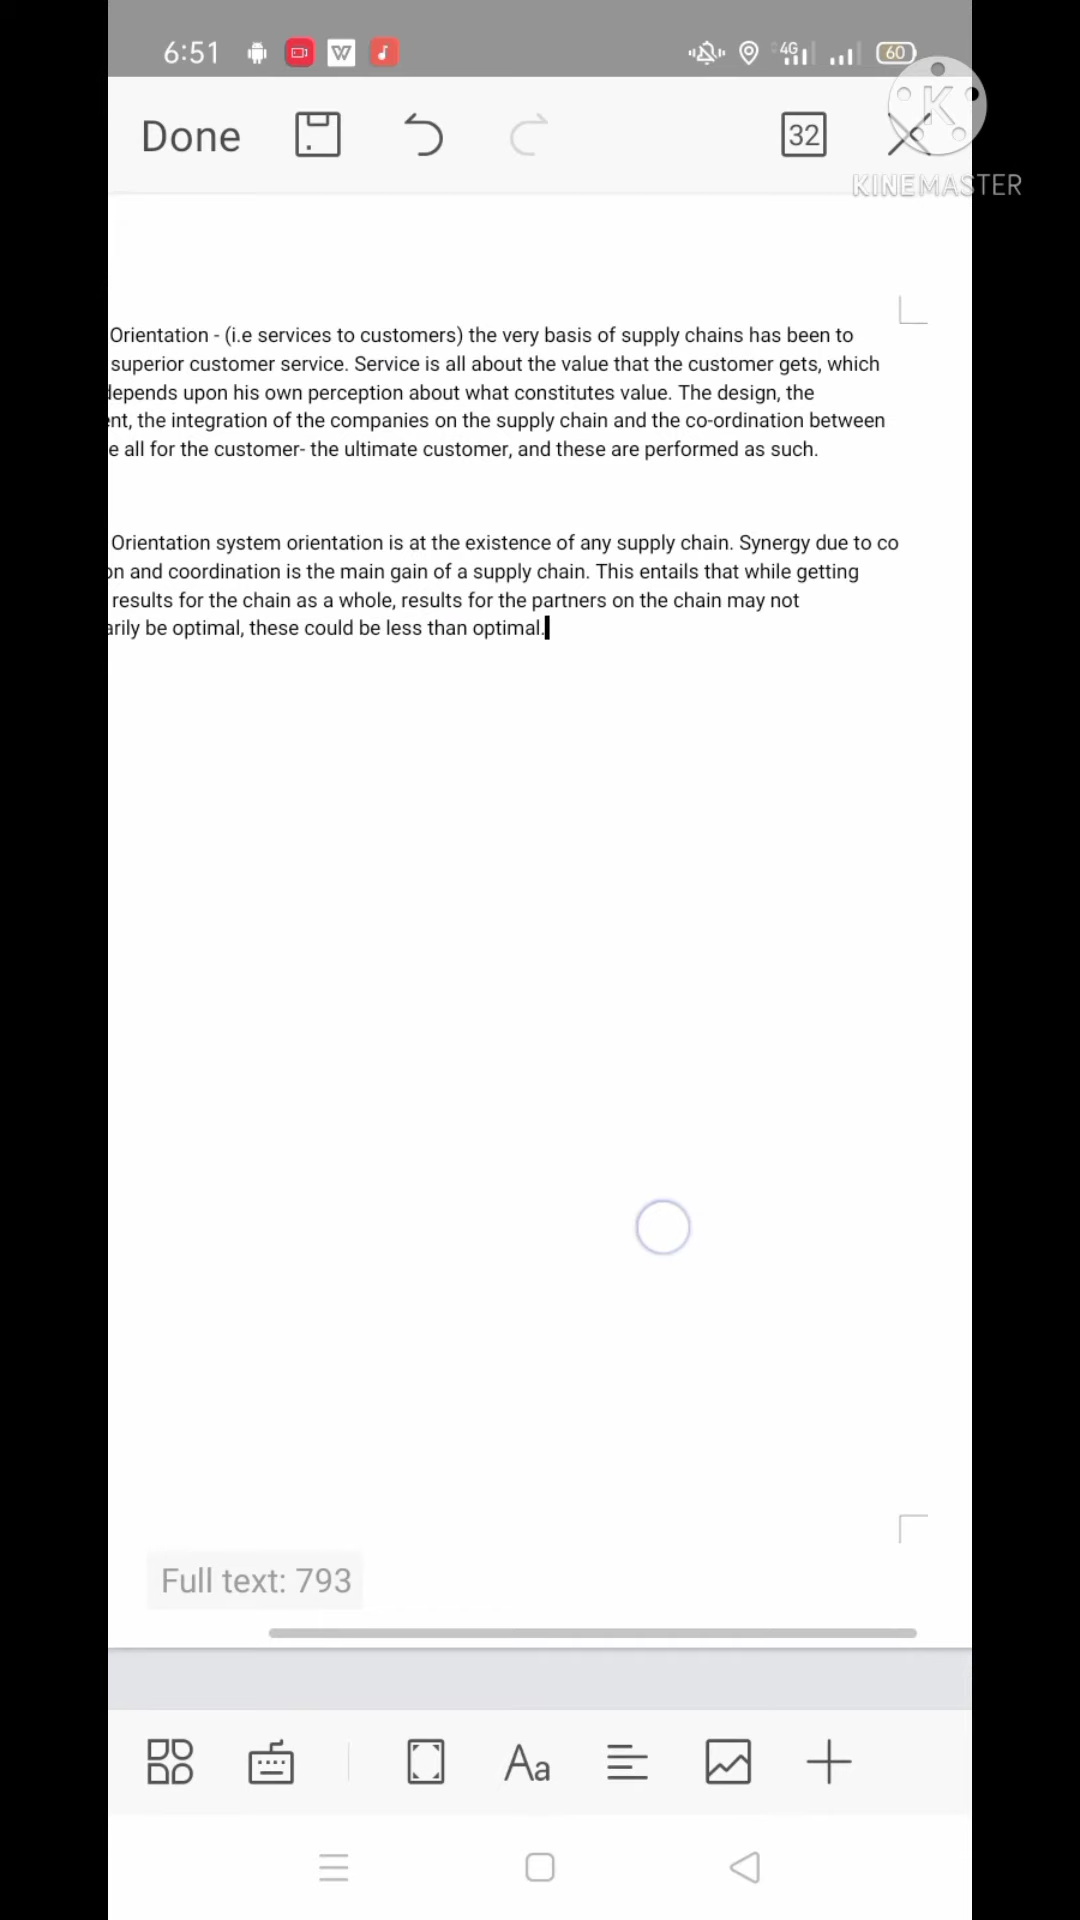 6:51 4G 60
Done 32
KINEMASTER
Orientation - (i.e services to customers) the very basis of supply chains has been to
superior customer service. Service is all about the value that the customer gets, which
depends upon his own perception about what constitutes value. The design, the
ent, the integration of the companies on the supply chain and the co-ordination between
e all for the customer- the ultimate customer, and these are performed as such.
Orientation system orientation is at the existence of any supply chain. Synergy due to co
on and coordination is the main gain of a supply chain. This entails that while getting
results for the chain as a whole, results for the partners on the chain may not
arily be optimal, these could be less than optimal.
Full text: 793
Aa